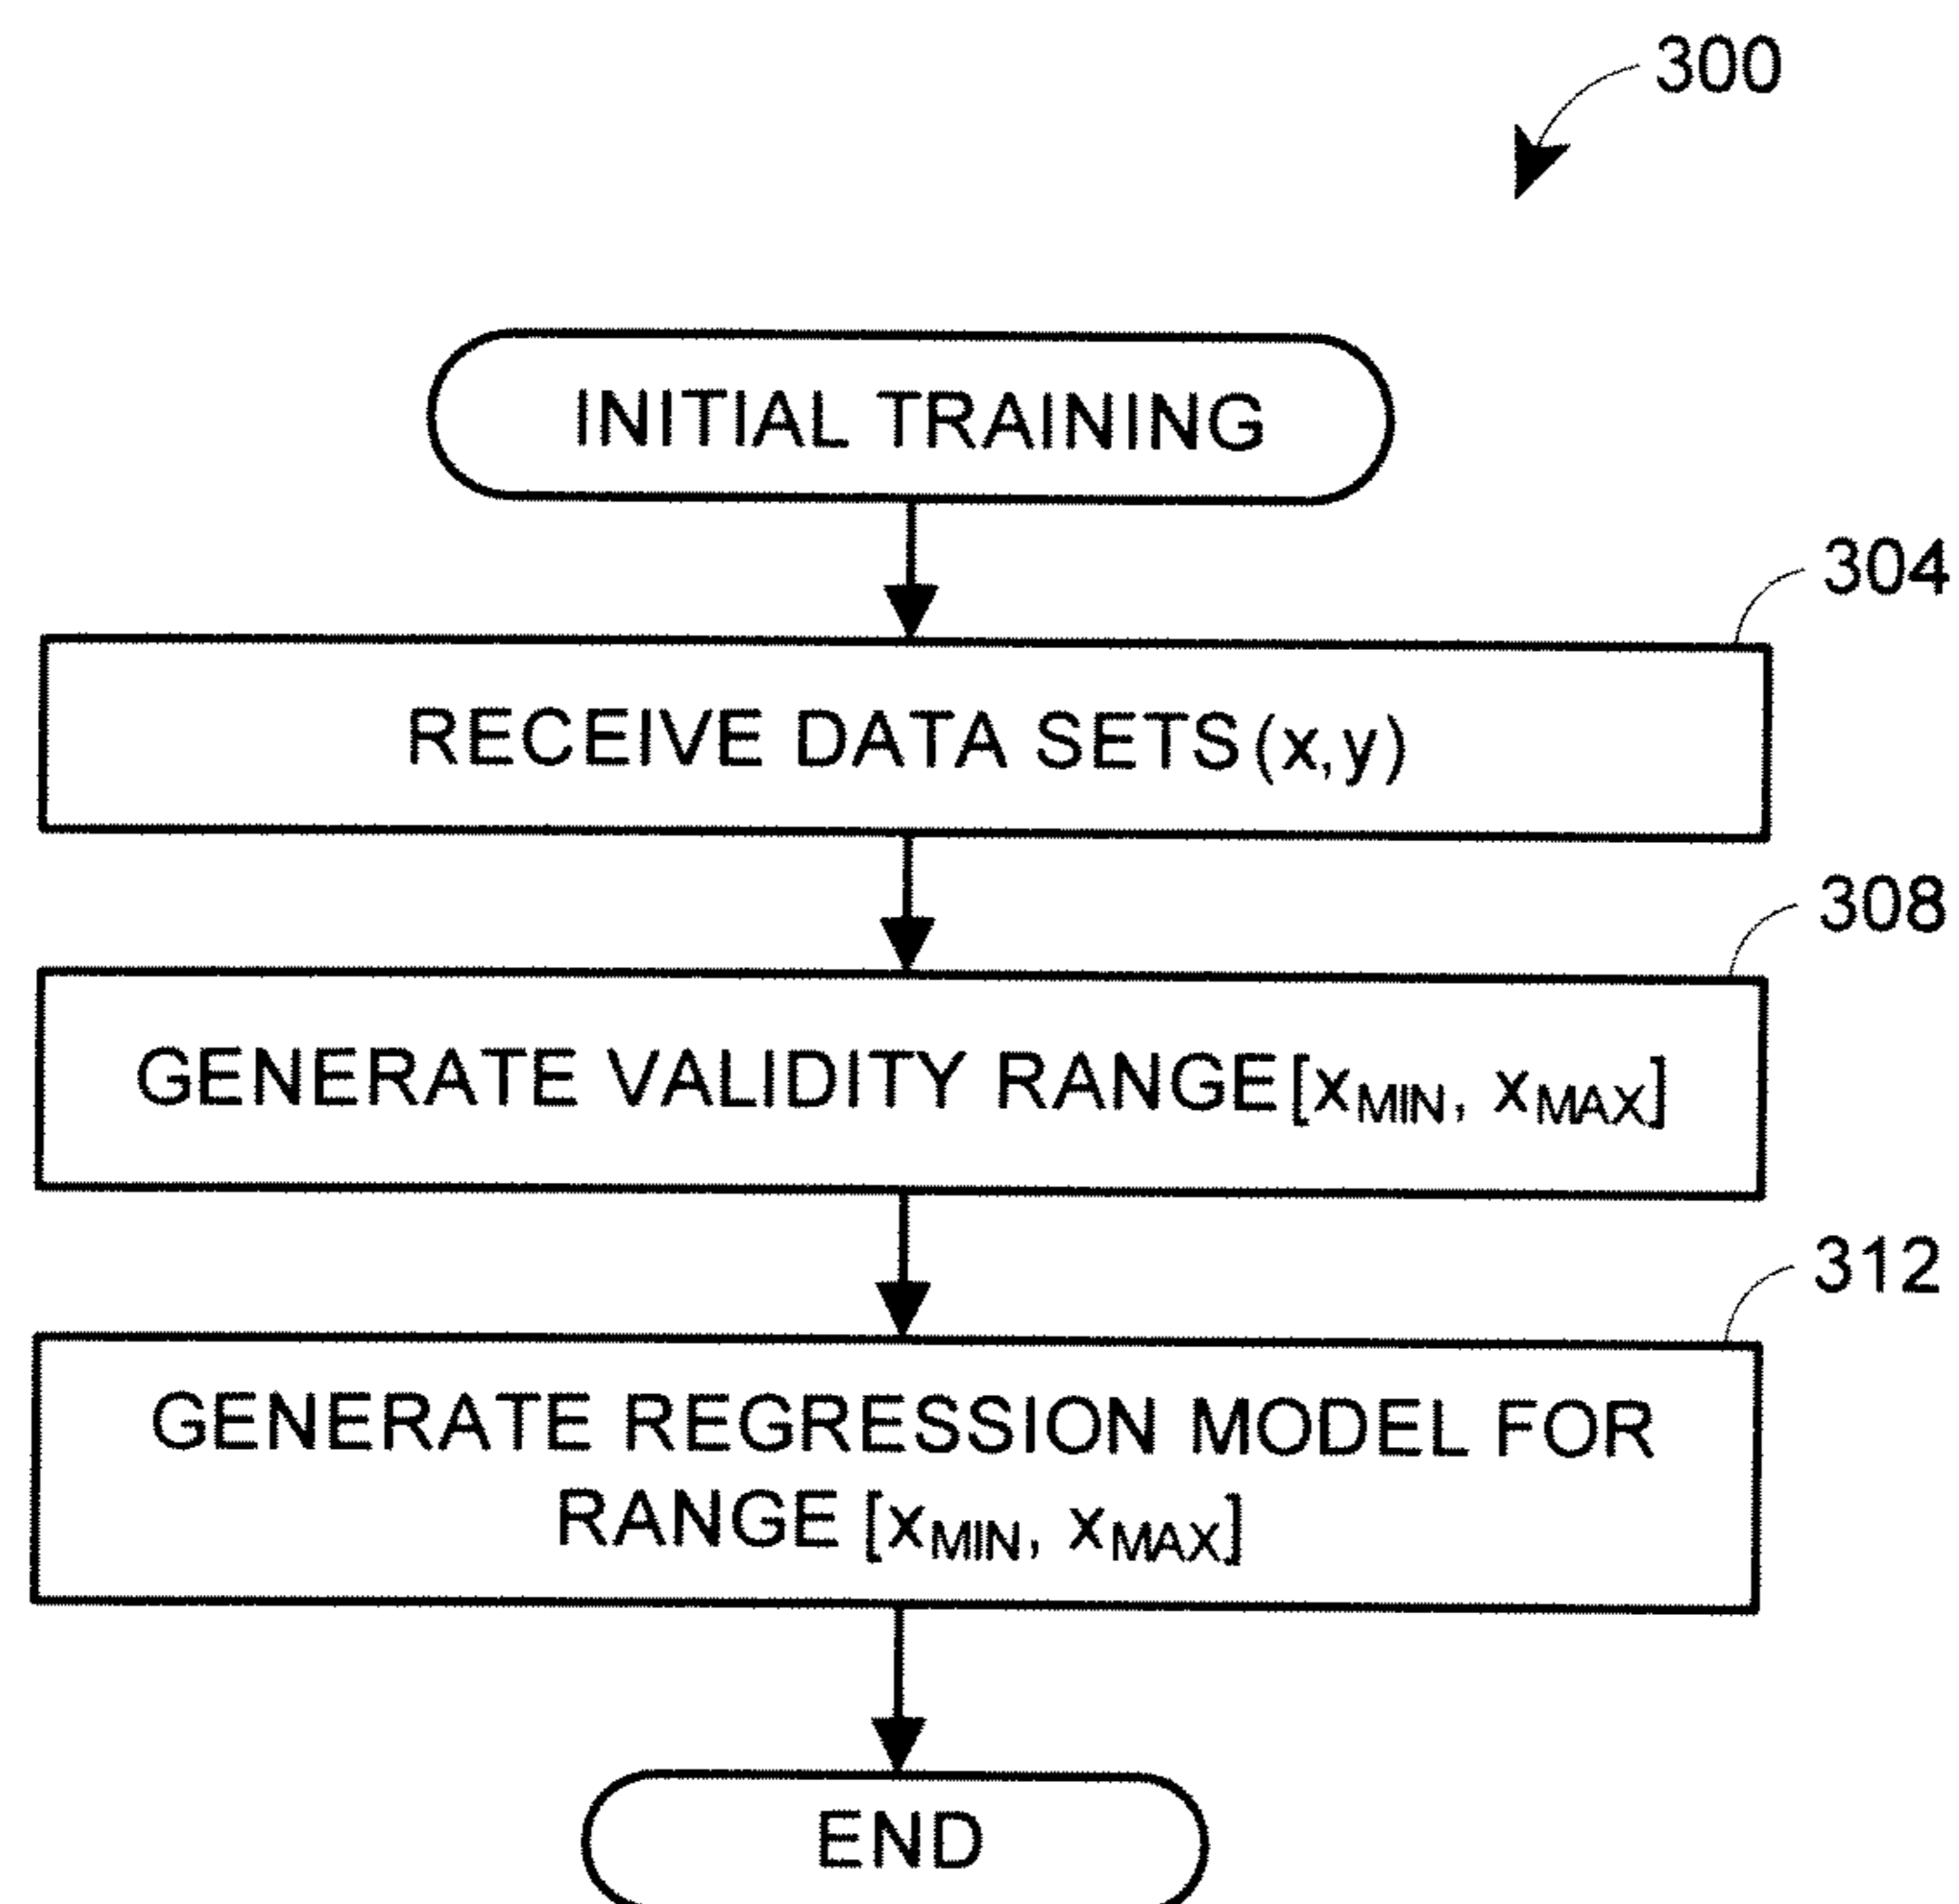 300
INITIAL TRAINING
304
RECEIVE DATA SETS (x,y)
308
GENERATE VALIDITY RANGE [xMIN, xMAX]
312
GENERATE REGRESSION MODEL FOR
RANGE [xMIN, xMAX]
END